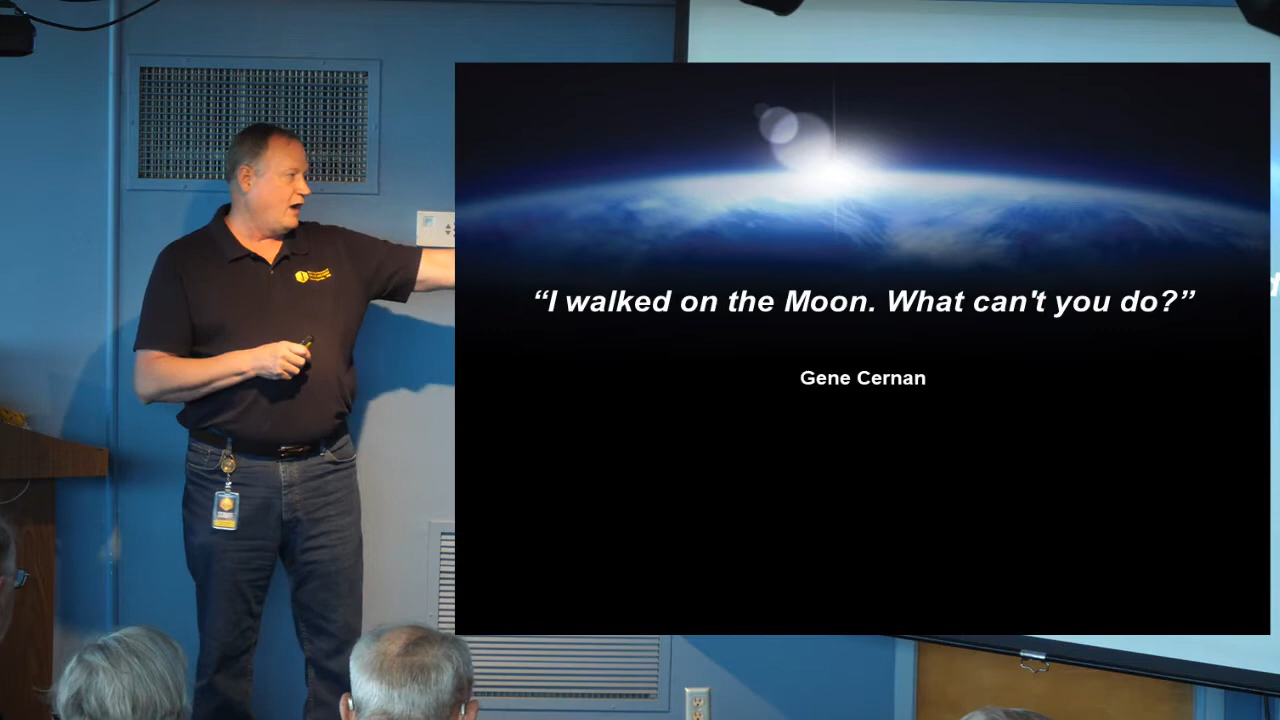 “I walked on the Moon. What can't you do?”
Gene Cernan